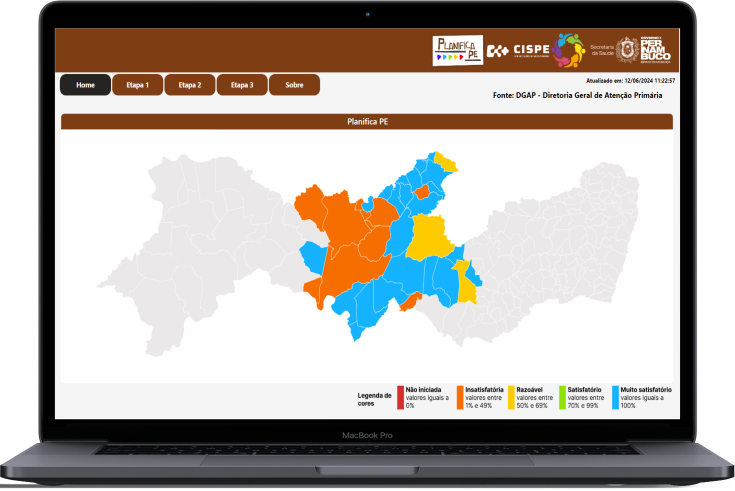 PLANIFICA
PE
CISPE
Secretaria
da Saúde
PER
NAM
BUCO
Home
Etapa 1
Etapa 2
Etapa 3
Sobre
Atualizado em: 12/06/2024 11:22:57
Fonte: DGAP - Diretoria Geral de Atenção Primária
Planifica PE
Legenda de
cores
Não iniciada
valores iguais a
0%
Insatisfatória
valores entre
1% e 49%
Razoável
valores entre
50% e 69%
Satisfatório
valores entre
70% e 99%
Muito satisfatório
valores iguais a
100%
MacBook Pro